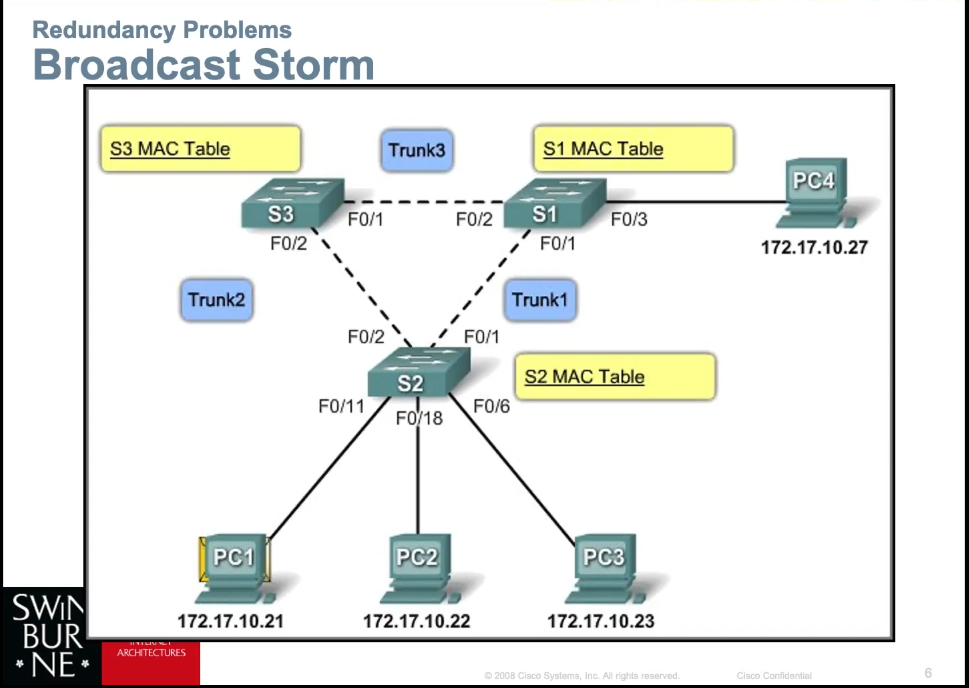 Redundancy Problems
Broadcast Storm
S3 MAC Table
Trunk3
S1 MAC Table
PC4
S3
F0/1
F0/2
S1
F0/3
F0/2
F0/1
172.17.10.27
Trunk2
Trunk1
F0/2
F0/1
S2
S2 MAC Table
F0/11
F0/18
F0/6
PC1
PC2
PC3
172.17.10.21
172.17.10.22
172.17.10.23
SWIN
BUR
* NE *
INTERNET
ARCHITECTURES
© 2008 Cisco Systems, Inc. All rights reserved.
Cisco Confidential
6